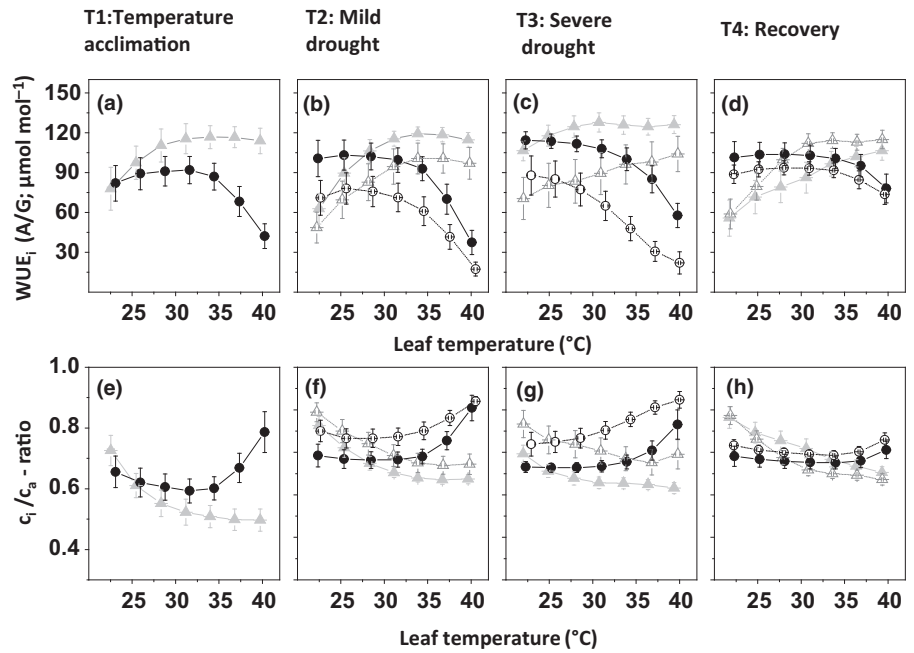 T1:Temperature acclimation
T2: Mild drought
T3: Severe drought
T4: Recovery
WUEi (A/G; µmol mol⁻¹)
150
120
90
60
30
(a)
(b)
(c)
(d)
25 30 35 40
25 30 35 40
25 30 35 40
25 30 35 40
Leaf temperature (°C)
ci/ca - ratio
1.0
0.8
0.6
0.4
(e)
(f)
(g)
(h)
25 30 35 40
25 30 35 40
25 30 35 40
25 30 35 40
Leaf temperature (°C)